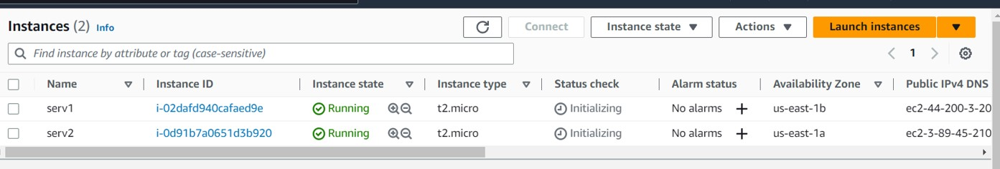 Instances (2) Info Connect Instance state Actions Launch instances
Find instance by attribute or tag (case-sensitive) 1
Name Instance ID Instance state Instance type Status check Alarm status Availability Zone Public IPv4 DNS
serv1 i-02dafd940cafaed9e Running t2.micro Initializing No alarms + us-east-1b ec2-44-200-3-20
serv2 i-0d91b7a0651d3b920 Running t2.micro Initializing No alarms + us-east-1a ec2-3-89-45-210